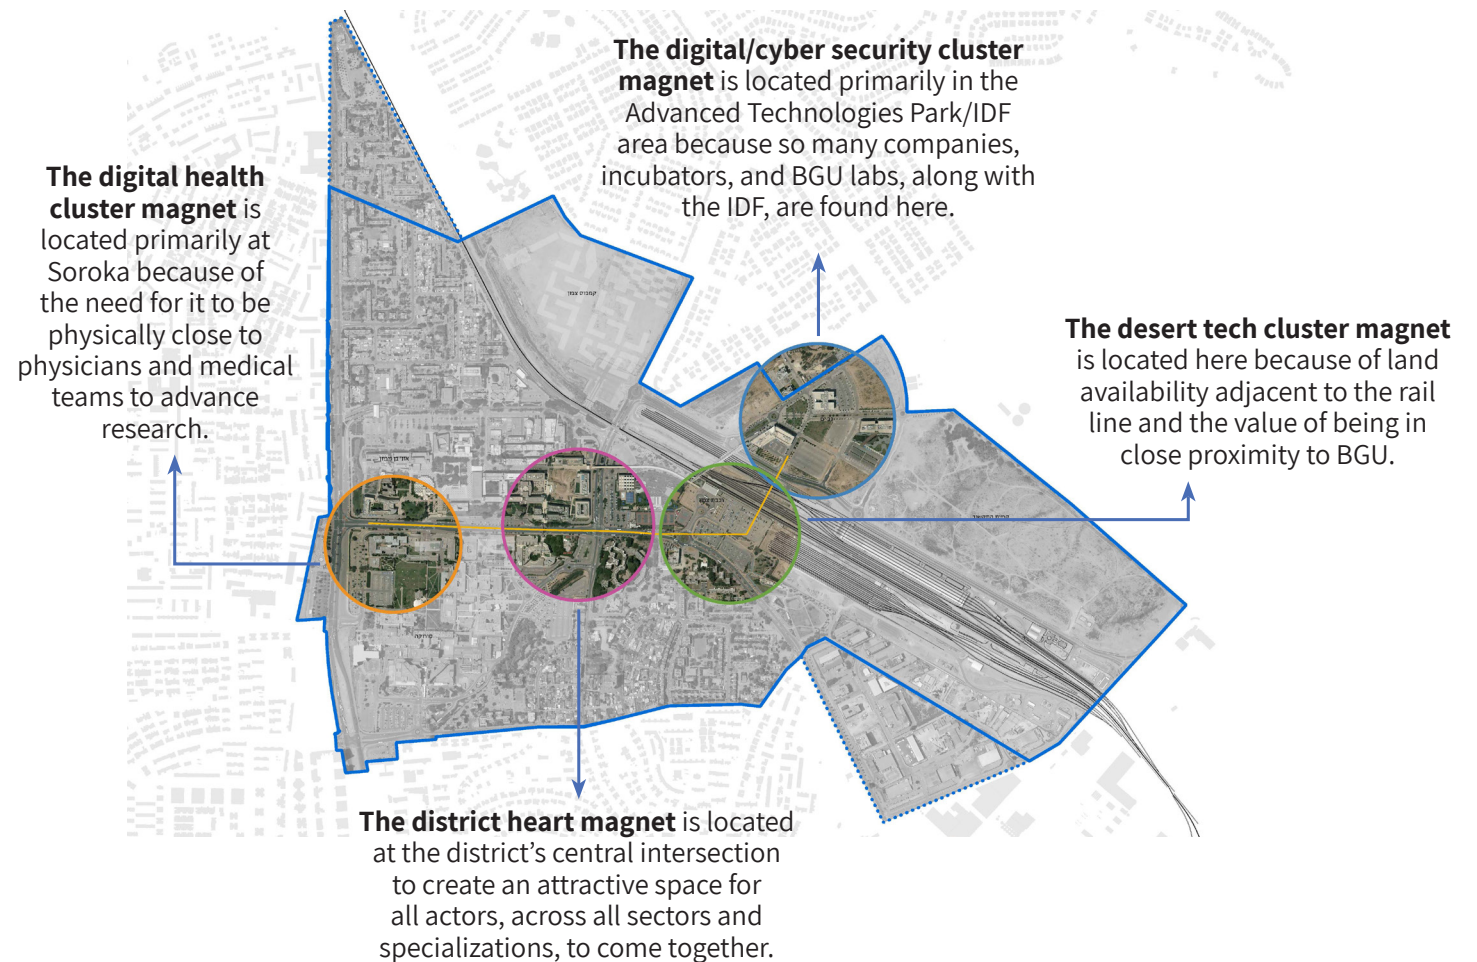 The digital/cyber security cluster
magnet is located primarily in the
Advanced Technologies Park/IDF
area because so many companies,
incubators, and BGU labs, along with
the IDF, are found here.
The digital health
cluster magnet is
located primarily at
Soroka because of
the need for it to be
physically close to
physicians and medical
teams to advance
research.
The desert tech cluster magnet
is located here because of land
availability adjacent to the rail
line and the value of being in
close proximity to BGU.
קמפוס צפון
סורוקה
The district heart magnet is located
at the district’s central intersection
to create an attractive space for
all actors, across all sectors and
specializations, to come together.